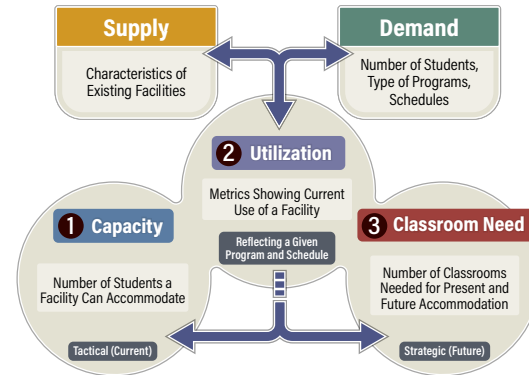 Supply
Characteristics of
Existing Facilities
Demand
Number of Students,
Type of Programs,
Schedules
2 Utilization
Metrics Showing Current
Use of a Facility
Reflecting a Given
Program and Schedule
1 Capacity
Number of Students a
Facility Can Accommodate
Tactical (Current)
3 Classroom Need
Number of Classrooms
Needed for Present and
Future Accommodation
Strategic (Future)